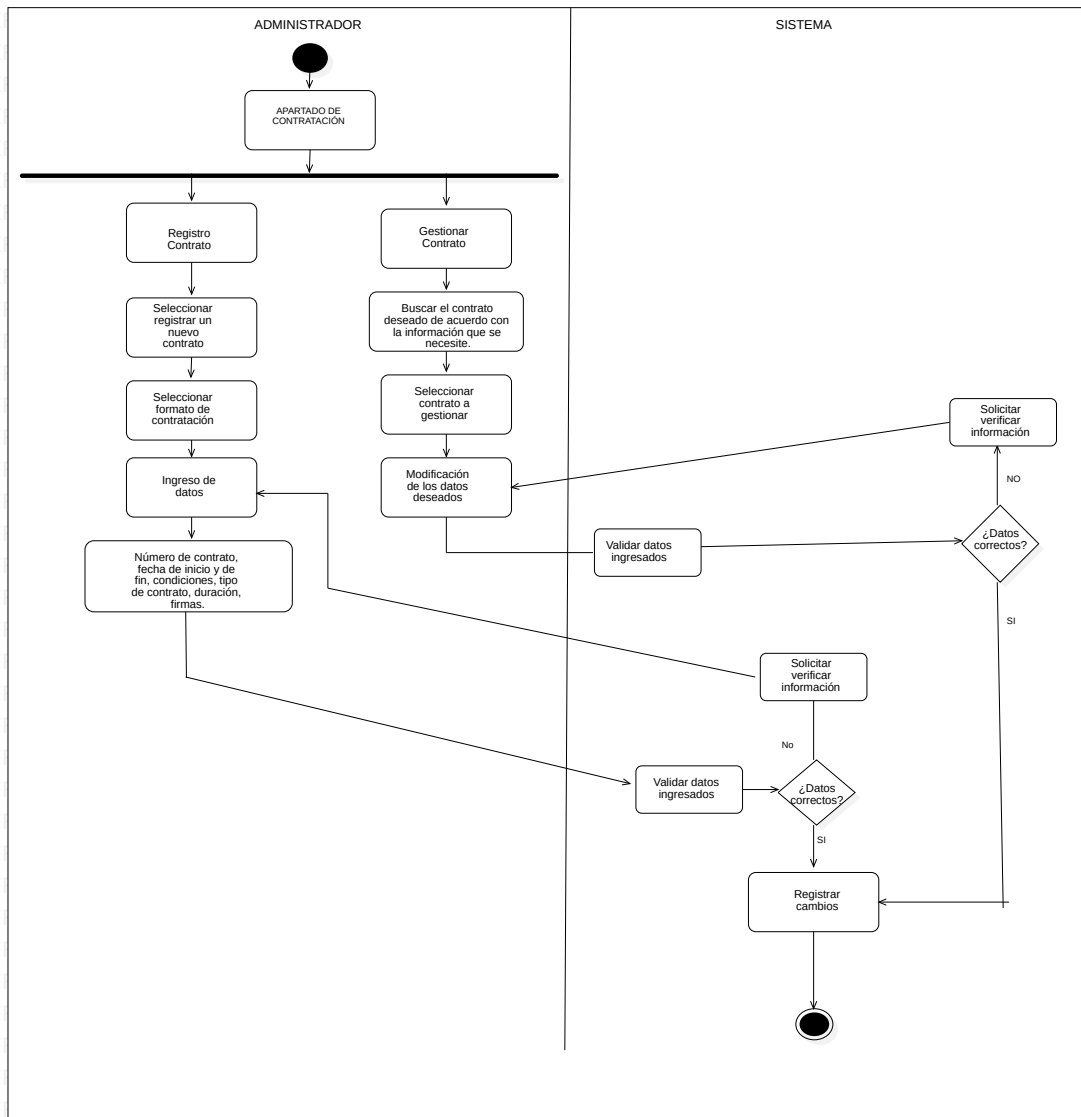 ADMINISTRADOR
SISTEMA
APARTADO DE
CONTRATACIÓN
Registro
Contrato
Gestionar
Contrato
Seleccionar
registrar un
nuevo
contrato
Buscar el contrato
deseado de acuerdo con
la información que se
necesite.
Seleccionar
formato de
contratación
Seleccionar
contrato a
gestionar
Solicitar
verificar
información
Ingreso de
datos
Modificación
de los datos
deseados
NO
Número de contrato,
fecha de inicio y de
fin, condiciones, tipo
de contrato, duración,
firmas.
Validar datos
ingresados
¿Datos
correctos?
SI
Solicitar
verificar
información
No
Validar datos
ingresados
¿Datos
correctos?
SI
Registrar
cambios